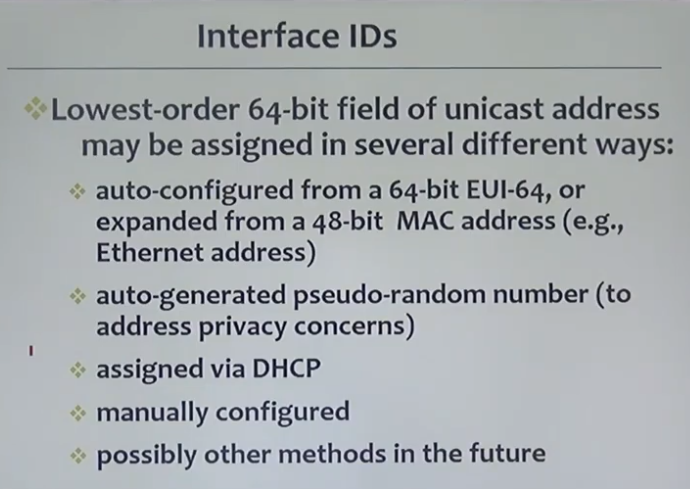 Interface IDs
Lowest-order 64-bit field of unicast address
may be assigned in several different ways:
auto-configured from a 64-bit EUI-64, or
expanded from a 48-bit MAC address (e.g.,
Ethernet address)
auto-generated pseudo-random number (to
address privacy concerns)
assigned via DHCP
manually configured
possibly other methods in the future